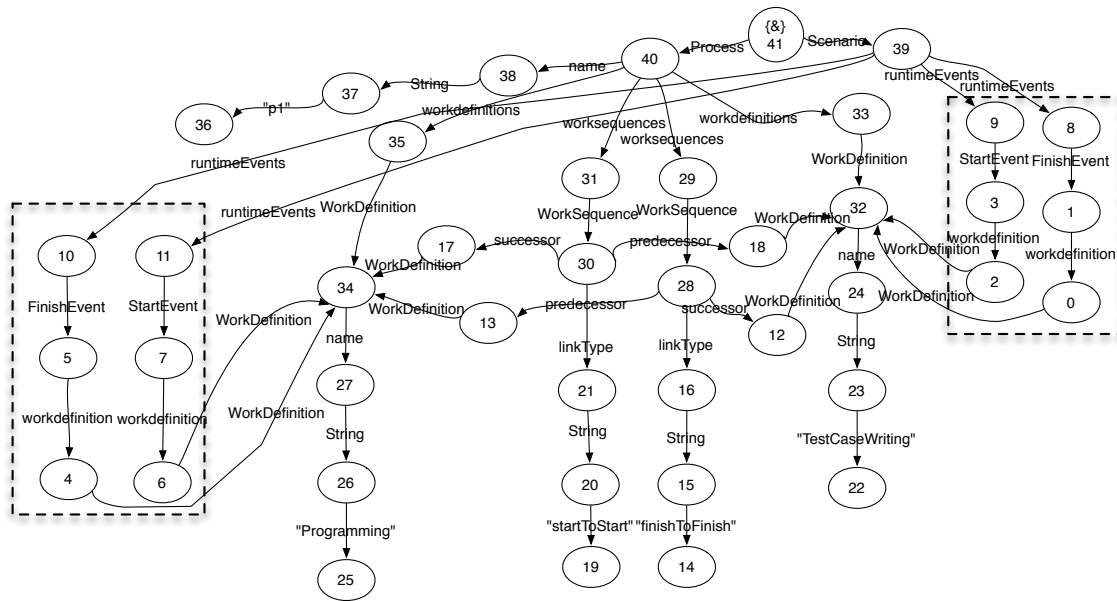 {&}
41
Process
Scenario
39
40
name
38
String
37
"p1"
36
runtimeEvents
runtimeEvents
workdefinitions
35
worksequences
worksequences
workdefinitions
33
9
8
StartEvent
FinishEvent
runtimeEvents
WorkDefinition
31
29
32
3
1
runtimeEvents
WorkDefinition
WorkSequence
WorkSequence
WorkDefinition
workdefinition
workdefinition
10
11
17
successor
30
predecessor
18
WorkDefinition
name
WorkDefinition
2
0
34
WorkDefinition
13
predecessor
28
successor
12
WorkDefinition
24
WorkDefinition
FinishEvent
StartEvent
WorkDefinition
name
linkType
linkType
String
5
7
27
21
16
23
workdefinition
workdefinition
WorkDefinition
String
String
String
"TestCaseWriting"
4
6
26
20
15
22
"Programming"
"startToStart"
"finishToFinish"
25
19
14